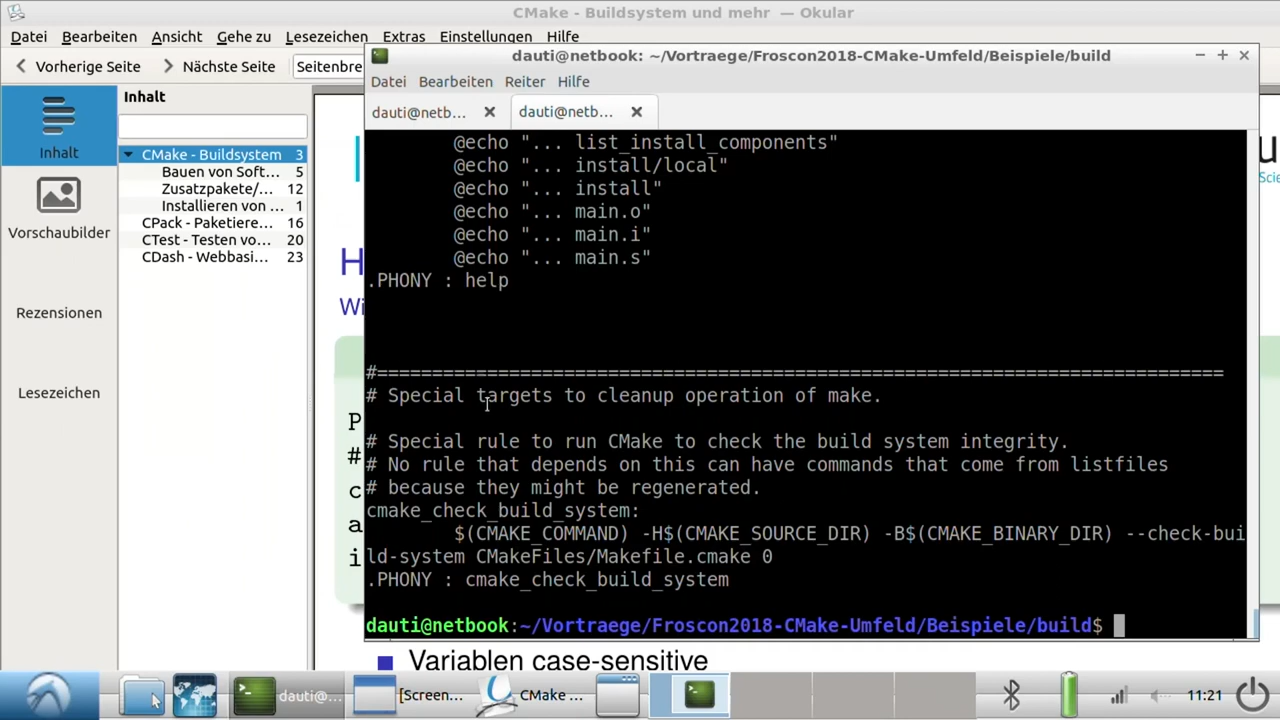 CMake - Buildsystem und mehr — Okular
Datei Bearbeiten Ansicht Gehe zu Lesezeichen Extras Einstellungen Hilfe
Vorherige Seite Nächste Seite Seitenbre
Inhalt
Inhalt
CMake - Buildsystem 3
Bauen von Soft... 5
Zusatzpakete/... 12
Installieren von ... 1
CPack - Paketiere... 16
CTest - Testen vo... 20
CDash - Webbasi... 23
Vorschaubilder
Rezensionen
Lesezeichen
dauti@netbook: ~/Vortraege/Froscon2018-CMake-Umfeld/Beispiele/build
Datei Bearbeiten Reiter Hilfe
dauti@netb... dauti@netb...
@echo "... list_install_components"
@echo "... install/local"
@echo "... install"
@echo "... main.o"
@echo "... main.i"
@echo "... main.s"
.PHONY : help
#=============================================================================
# Special targets to cleanup operation of make.
# Special rule to run CMake to check the build system integrity.
# No rule that depends on this can have commands that come from listfiles
# because they might be regenerated.
cmake_check_build_system:
$(CMAKE_COMMAND) -H$(CMAKE_SOURCE_DIR) -B$(CMAKE_BINARY_DIR) --check-bui
ld-system CMakeFiles/Makefile.cmake 0
.PHONY : cmake_check_build_system
dauti@netbook:~/Vortraege/Froscon2018-CMake-Umfeld/Beispiele/build$
H
Wi
P
#
c
a
i
u
Scie
Variablen case-sensitive
dauti@... [Screen... CMake ... 11:21